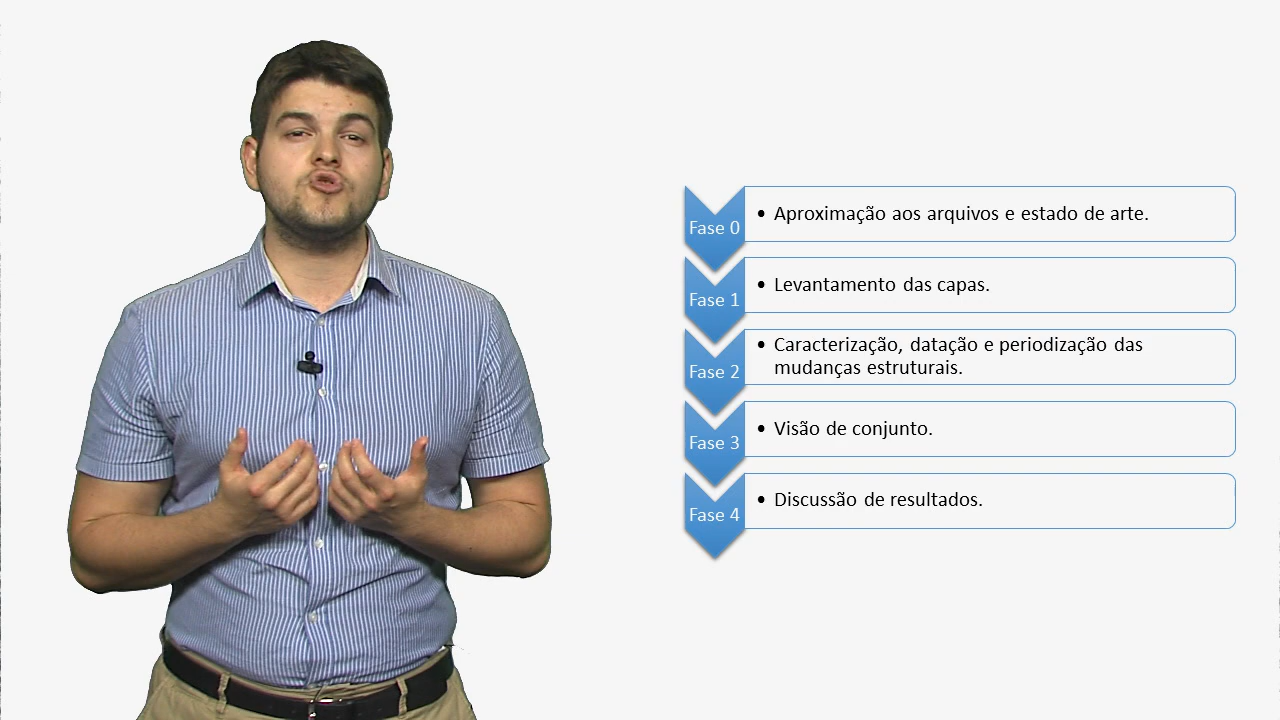 Fase 0
• Aproximação aos arquivos e estado de arte.
Fase 1
• Levantamento das capas.
Fase 2
• Caracterização, datação e periodização das
mudanças estruturais.
Fase 3
• Visão de conjunto.
Fase 4
• Discussão de resultados.